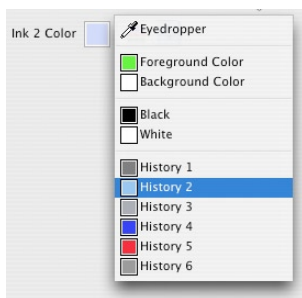 Ink 2 Color
Eyedropper
Foreground Color
Background Color
Black
White
History 1
History 2
History 3
History 4
History 5
History 6